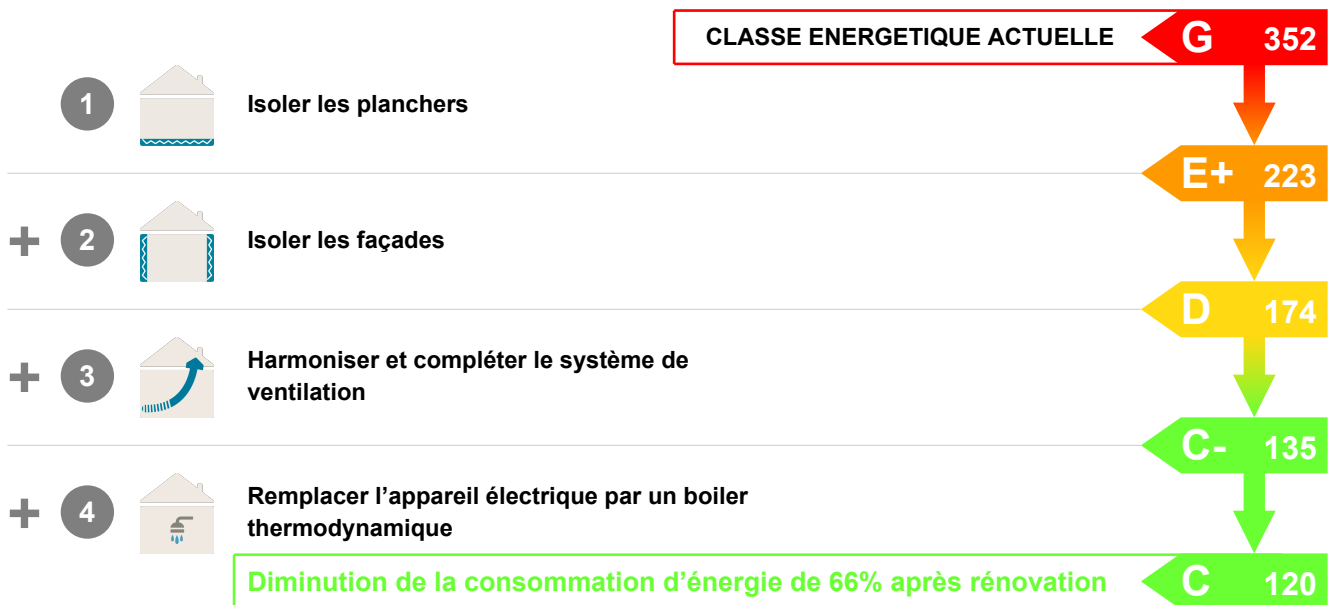 CLASSE ENERGETIQUE ACTUELLE G 352
1 Isoler les planchers
E+ 223
+ 2 Isoler les façades
D 174
+ 3 Harmoniser et compléter le système de
ventilation
C- 135
+ 4 Remplacer l’appareil électrique par un boiler
thermodynamique
Diminution de la consommation d’énergie de 66% après rénovation C 120